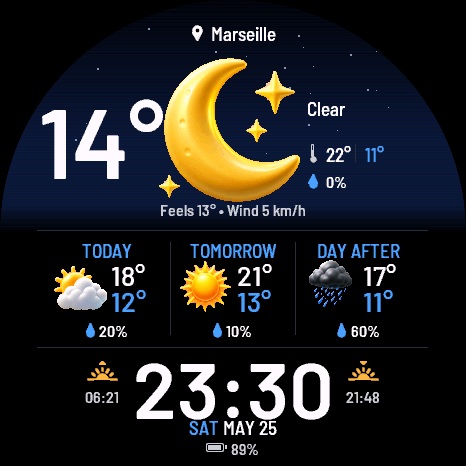 Marseille
14°
Clear
22° 11°
0%
Feels 13° • Wind 5 km/h
TODAY TOMORROW DAY AFTER
18° 21° 17°
12° 13° 11°
20% 10% 60%
06:21 23:30 21:48
SAT MAY 25
89%